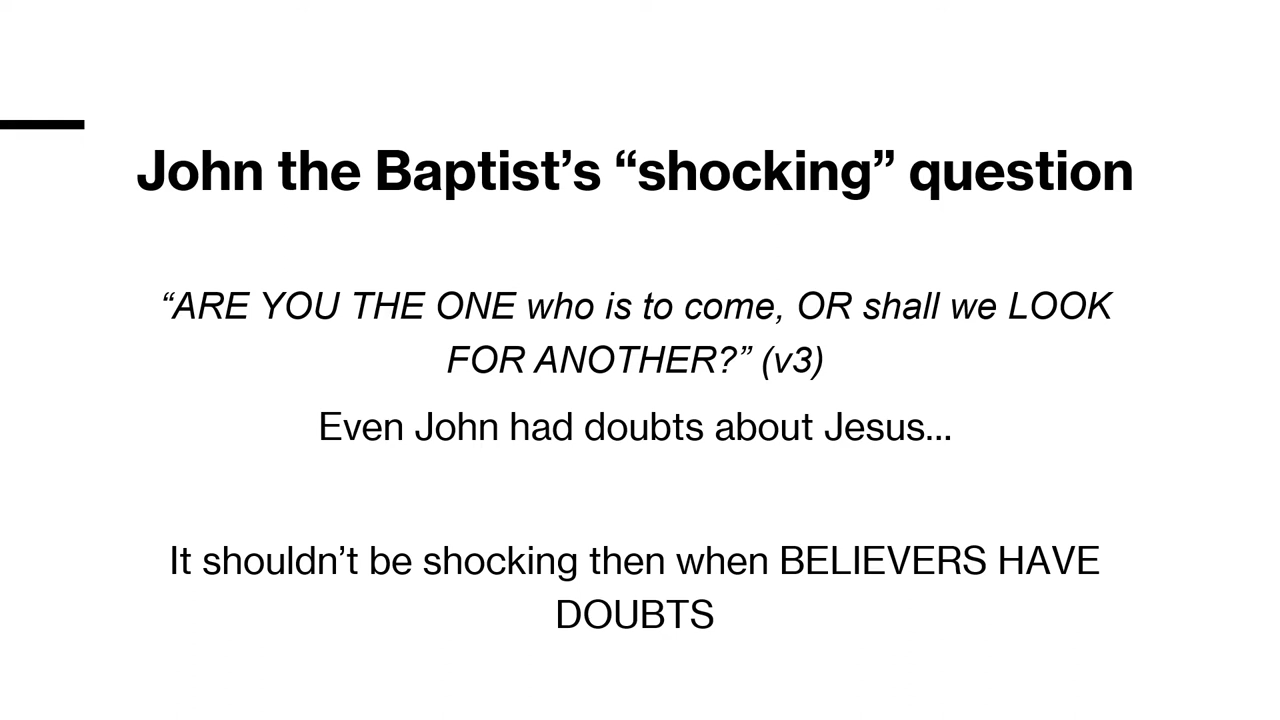 John the Baptist’s “shocking” question
“ARE YOU THE ONE who is to come, OR shall we LOOK
FOR ANOTHER?” (v3)
Even John had doubts about Jesus...
It shouldn’t be shocking then when BELIEVERS HAVE
DOUBTS